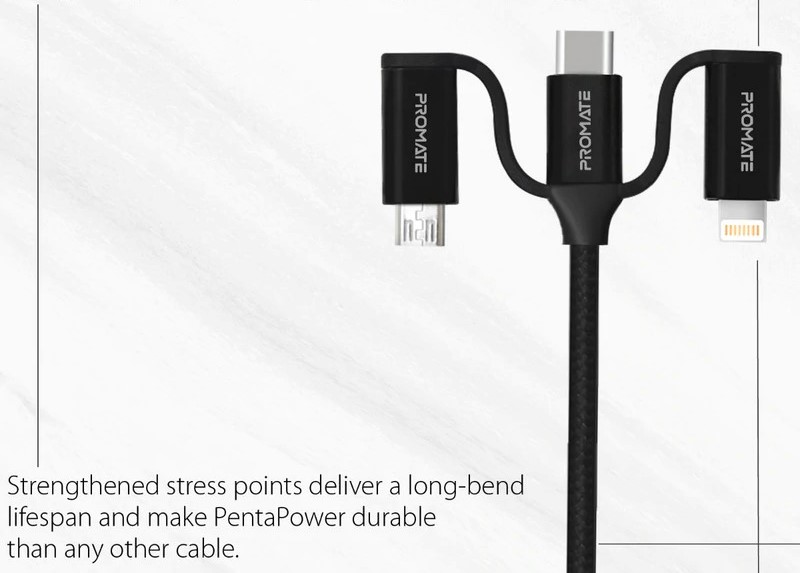 PROMATE
PROMATE
PROMATE
Strengthened stress points deliver a long-bend
lifespan and make PentaPower durable
than any other cable.